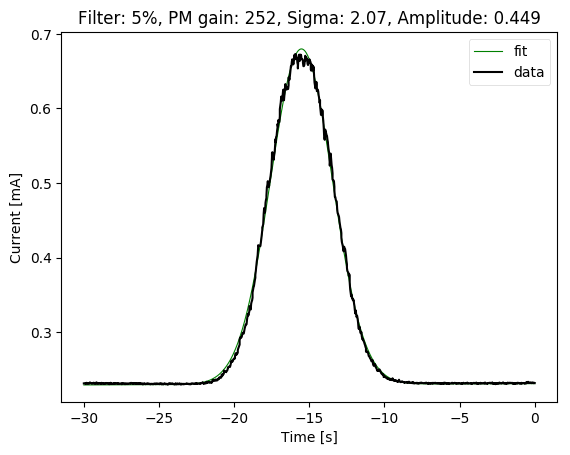 Filter: 5%, PM gain: 252, Sigma: 2.07, Amplitude: 0.449
0.7
fit
data
0.6
0.5
0.4
0.3
Current [mA]
−30
−25
−20
−15
−10
−5
0
Time [s]